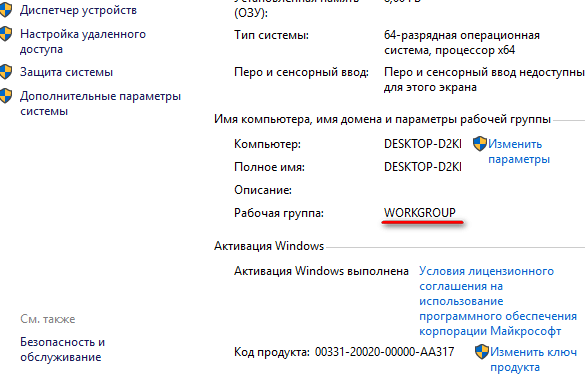 Диспетчер устройств
Настройка удаленного
доступа
Защита системы
Дополнительные параметры
системы
(ОЗУ):
Тип системы: 64-разрядная операционная
система, процессор x64
Перо и сенсорный ввод: Перо и сенсорный ввод недоступны
для этого экрана
Имя компьютера, имя домена и параметры рабочей группы
Компьютер: DESKTOP-D2KI Изменить
параметры
Полное имя: DESKTOP-D2KI
Описание:
Рабочая группа: WORKGROUP
Активация Windows
Активация Windows выполнена Условия лицензионного
соглашения на
использование
программного обеспечения
корпорации Майкрософт
Код продукта: 00331-20020-00000-AA317 Изменить ключ
продукта
См. также
Безопасность и
обслуживание